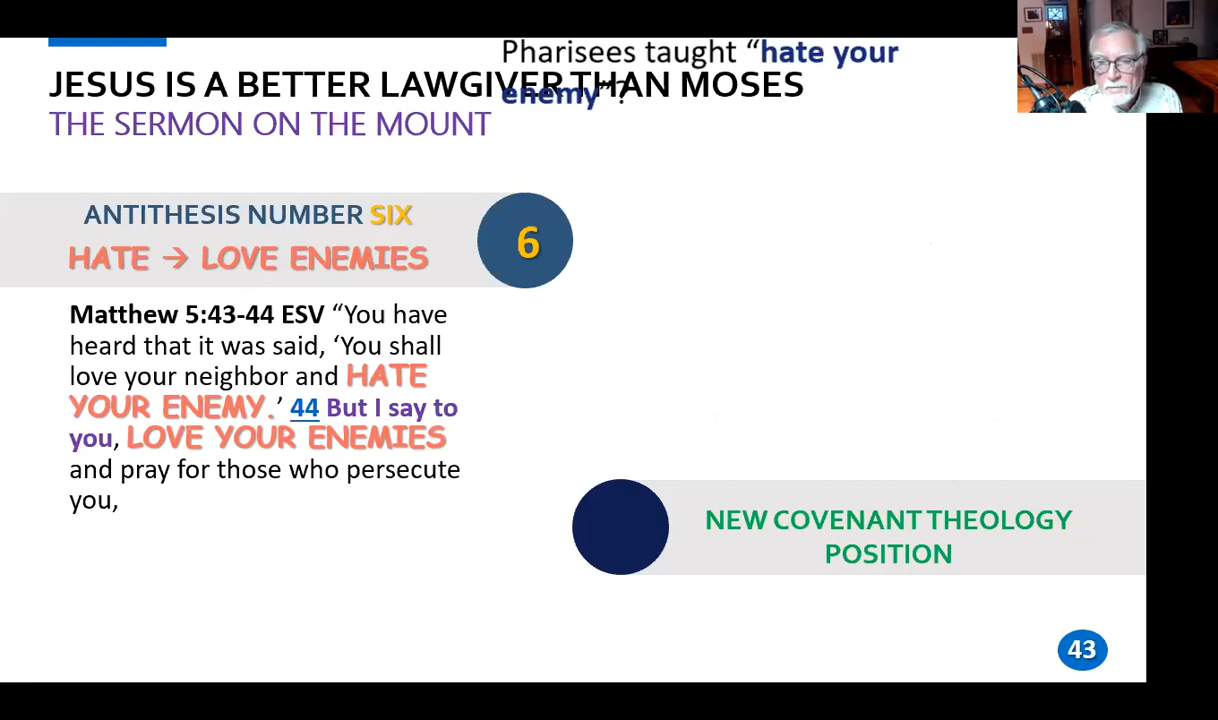 Pharisees taught “hate your
enemy”?
JESUS IS A BETTER LAWGIVER THAN MOSES
THE SERMON ON THE MOUNT
ANTITHESIS NUMBER SIX
HATE → LOVE ENEMIES
6
Matthew 5:43-44 ESV “You have
heard that it was said, ‘You shall
love your neighbor and HATE
YOUR ENEMY.’ 44 But I say to
you, LOVE YOUR ENEMIES
and pray for those who persecute
you,
NEW COVENANT THEOLOGY
POSITION
43